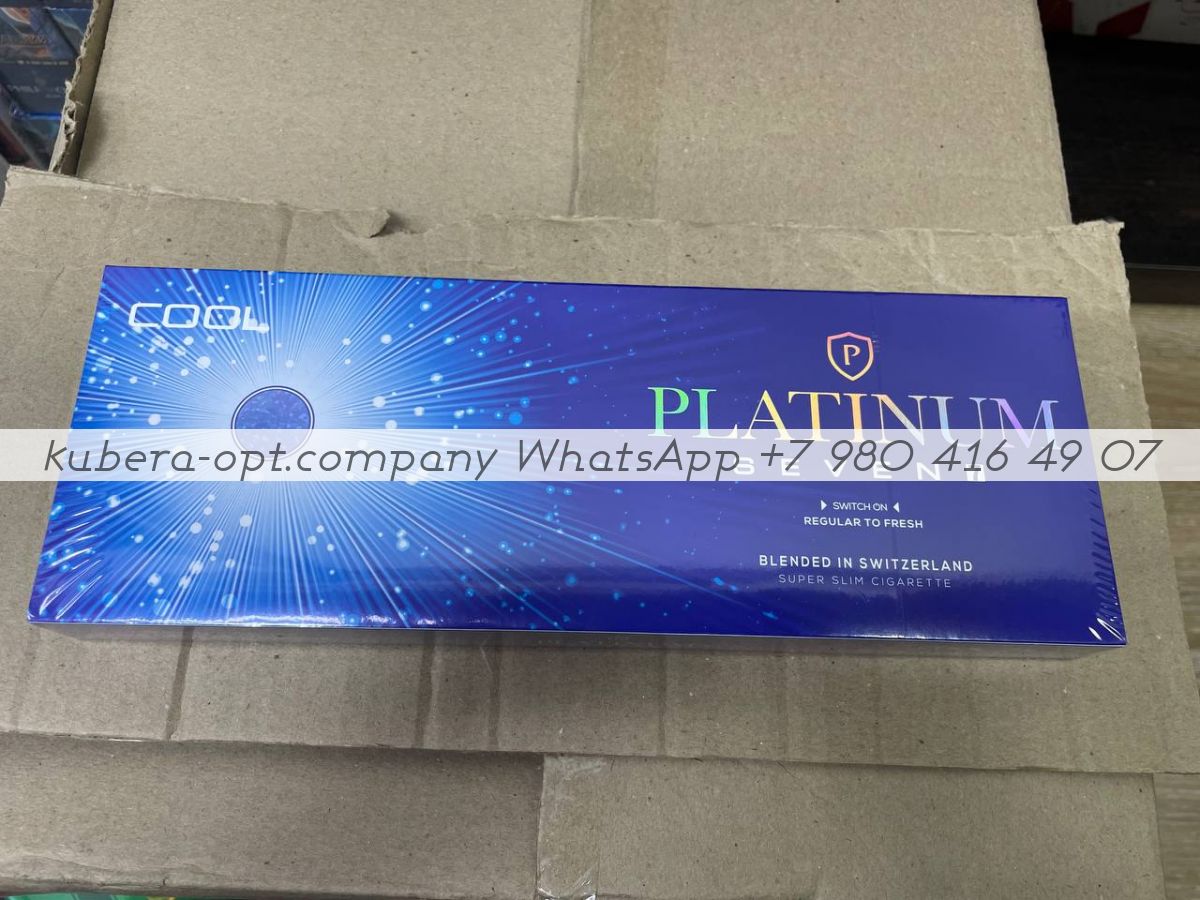 COOL
P
PLATINUM
kubera-opt.company WhatsApp +7 980 416 49 07
SEVEN
SWITCH ON
REGULAR TO FRESH
BLENDED IN SWITZERLAND
SUPER SLIM CIGARETTE